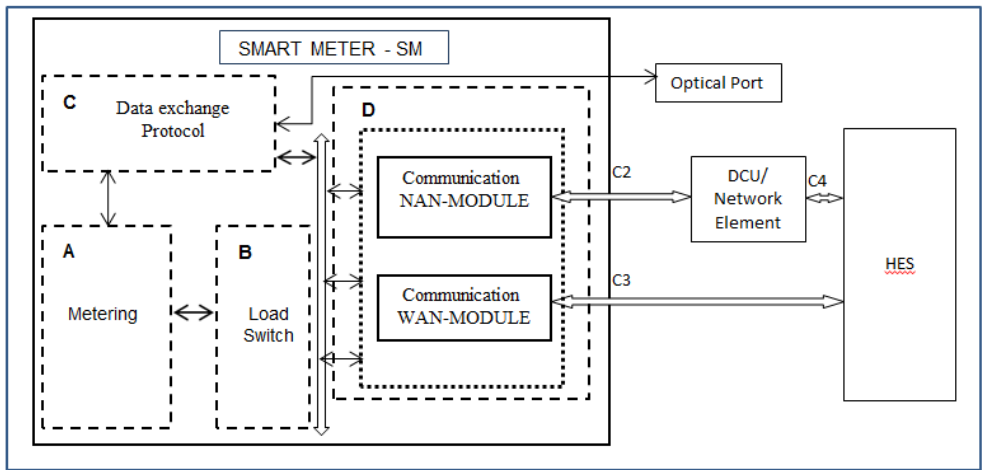 SMART METER - SM
C
Data exchange
Protocol
Optical Port
D
Communication
NAN-MODULE
C2
DCU/
Network
Element
C4
HES
A
Metering
B
Load
Switch
Communication
WAN-MODULE
C3